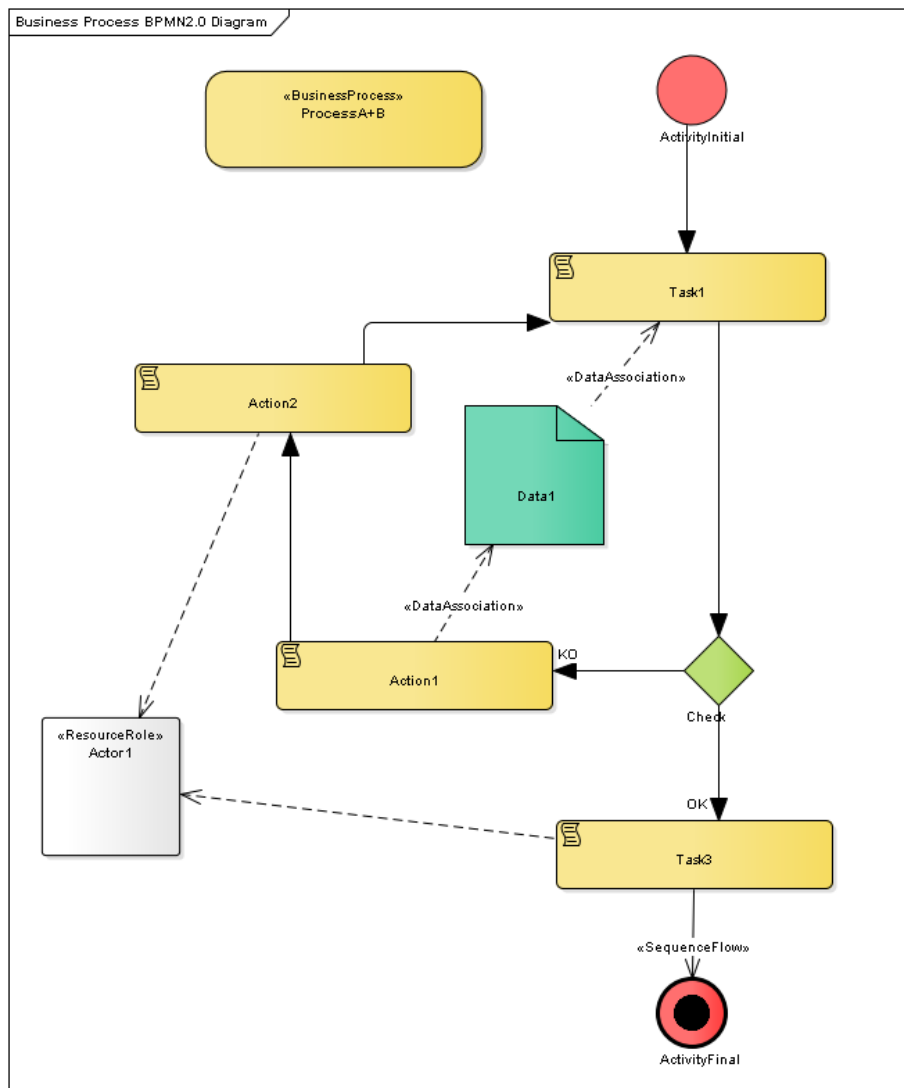 Business Process BPMN2.0 Diagram
«BusinessProcess»
ProcessA+B
ActivityInitial
Task1
«DataAssociation»
Action2
Data1
«DataAssociation»
KO
Action1
Check
«ResourceRole»
Actor1
OK
Task3
«SequenceFlow»
ActivityFinal